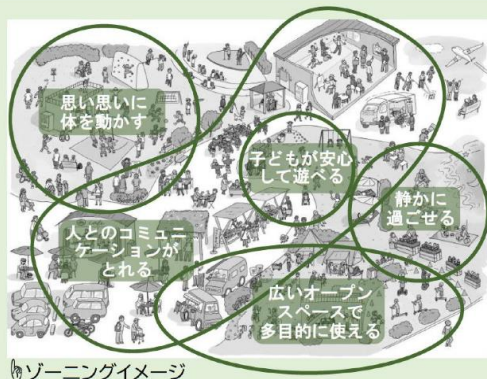 思い思いに
体を動かす
子どもが安心
して遊べる
静かに
過ごせる
人とのコミュニ
ケーションが
とれる
広いオープン
スペースで
多目的に使える
ゾーニングイメージ